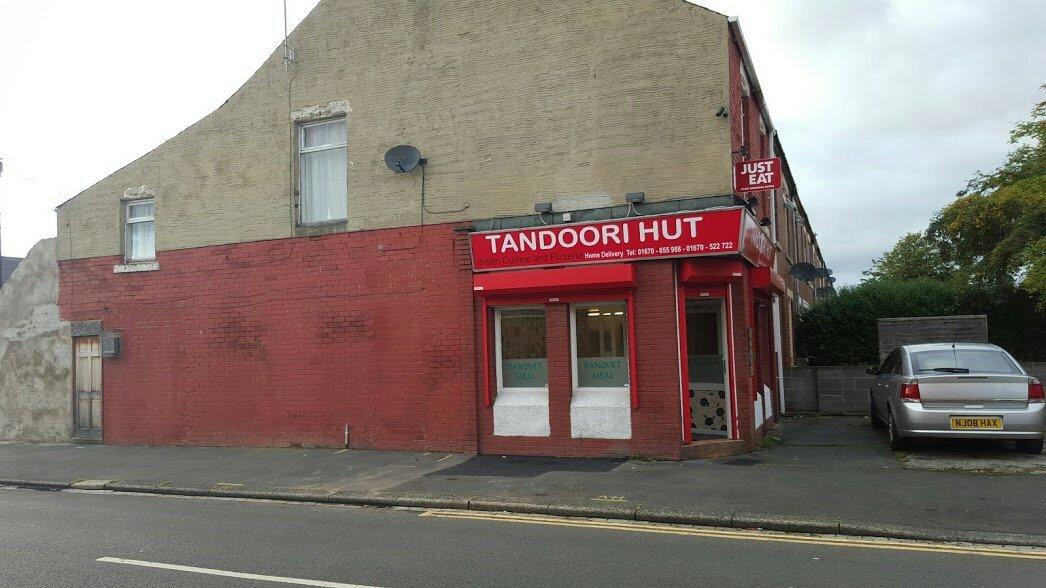 JUST
EAT
TANDOORI HUT
Indian Cuisine and Pizzeria Home Delivery Tel: 01670 - 855 988 - 01670 - 522 722
BANQUET
MEAL
BANQUET
MEAL
NJ08 HAX